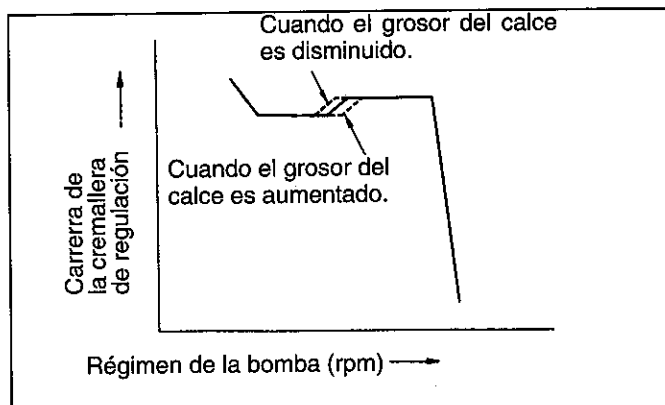 Cuando el grosor del calce
es disminuido.
Cuando el grosor del
calce es aumentado.
Carrerra de
la cremallera
de regulación
Régimen de la bomba (rpm)